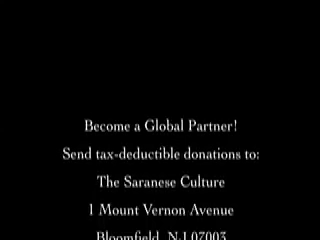 Become a Global Partner!
Send tax-deductible donations to:
The Saranese Culture
1 Mount Vernon Avenue
Bloomfield, NJ 07003